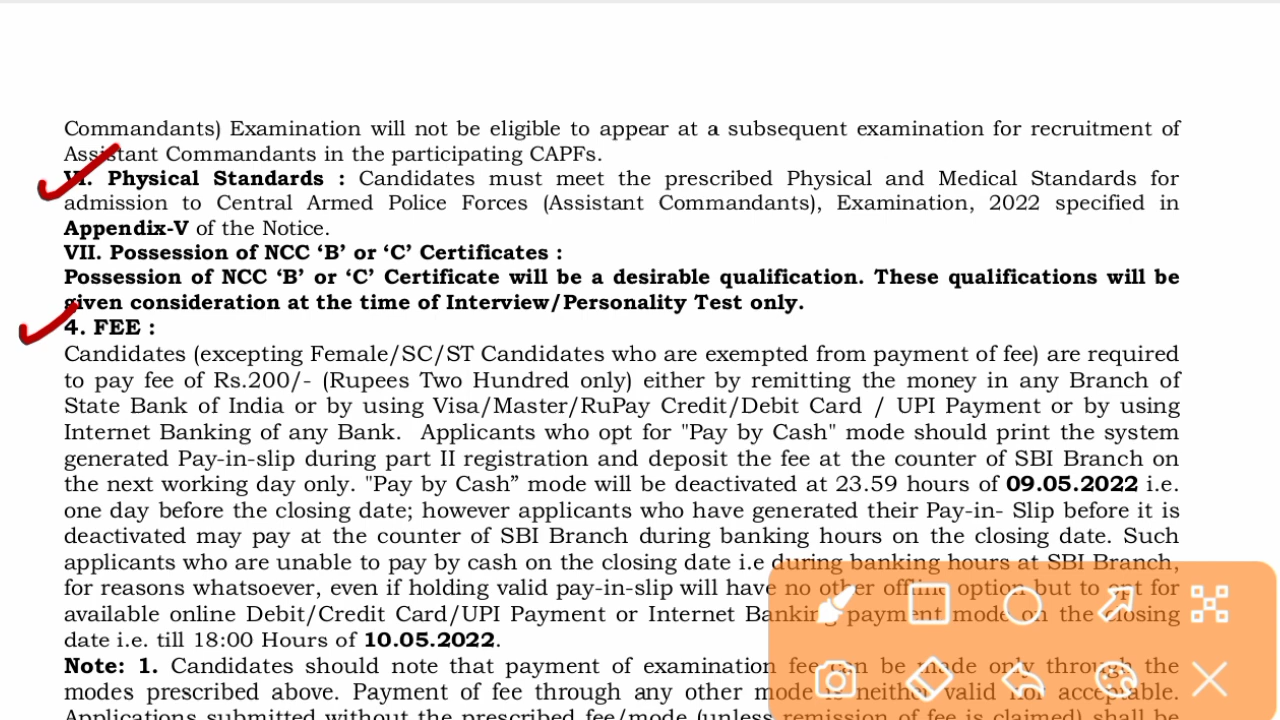 Commandants) Examination will not be eligible to appear at a subsequent examination for recruitment of
Assistant Commandants in the participating CAPFs.
VI. Physical Standards : Candidates must meet the prescribed Physical and Medical Standards for
admission to Central Armed Police Forces (Assistant Commandants), Examination, 2022 specified in
Appendix-V of the Notice.
VII. Possession of NCC ‘B’ or ‘C’ Certificates :
Possession of NCC ‘B’ or ‘C’ Certificate will be a desirable qualification. These qualifications will be
given consideration at the time of Interview/Personality Test only.
4. FEE :
Candidates (excepting Female/SC/ST Candidates who are exempted from payment of fee) are required
to pay fee of Rs.200/- (Rupees Two Hundred only) either by remitting the money in any Branch of
State Bank of India or by using Visa/Master/RuPay Credit/Debit Card / UPI Payment or by using
Internet Banking of any Bank. Applicants who opt for "Pay by Cash" mode should print the system
generated Pay-in-slip during part II registration and deposit the fee at the counter of SBI Branch on
the next working day only. "Pay by Cash” mode will be deactivated at 23.59 hours of 09.05.2022 i.e.
one day before the closing date; however applicants who have generated their Pay-in- Slip before it is
deactivated may pay at the counter of SBI Branch during banking hours on the closing date. Such
applicants who are unable to pay by cash on the closing date i.e during banking hours at SBI Branch,
for reasons whatsoever, even if holding valid pay-in-slip will have no other offline option but to opt for
available online Debit/Credit Card/UPI Payment or Internet Banking payment mode on the closing
date i.e. till 18:00 Hours of 10.05.2022.
Note: 1. Candidates should note that payment of examination fee can be made only through the
modes prescribed above. Payment of fee through any other mode is neither valid nor acceptable.
Applications submitted without the prescribed fee/mode (unless remission of fee is claimed) shall be